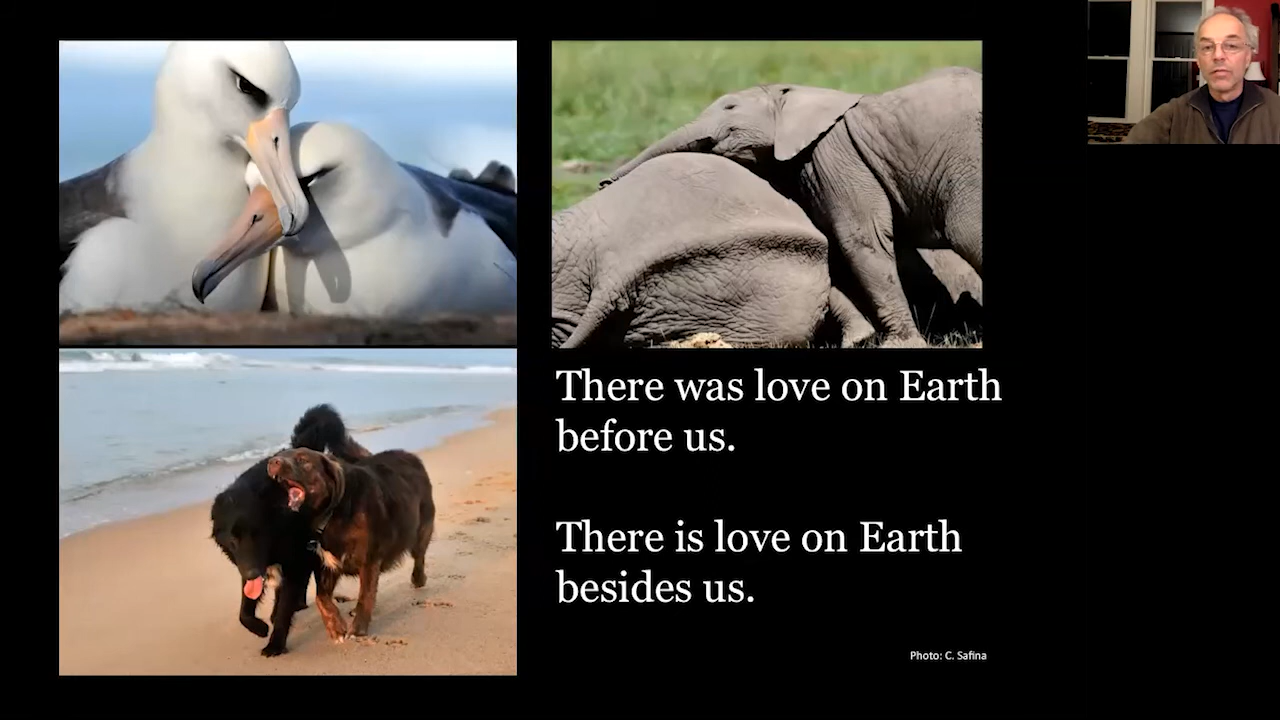 There was love on Earth
before us.
There is love on Earth
besides us.
Photo: C. Safina